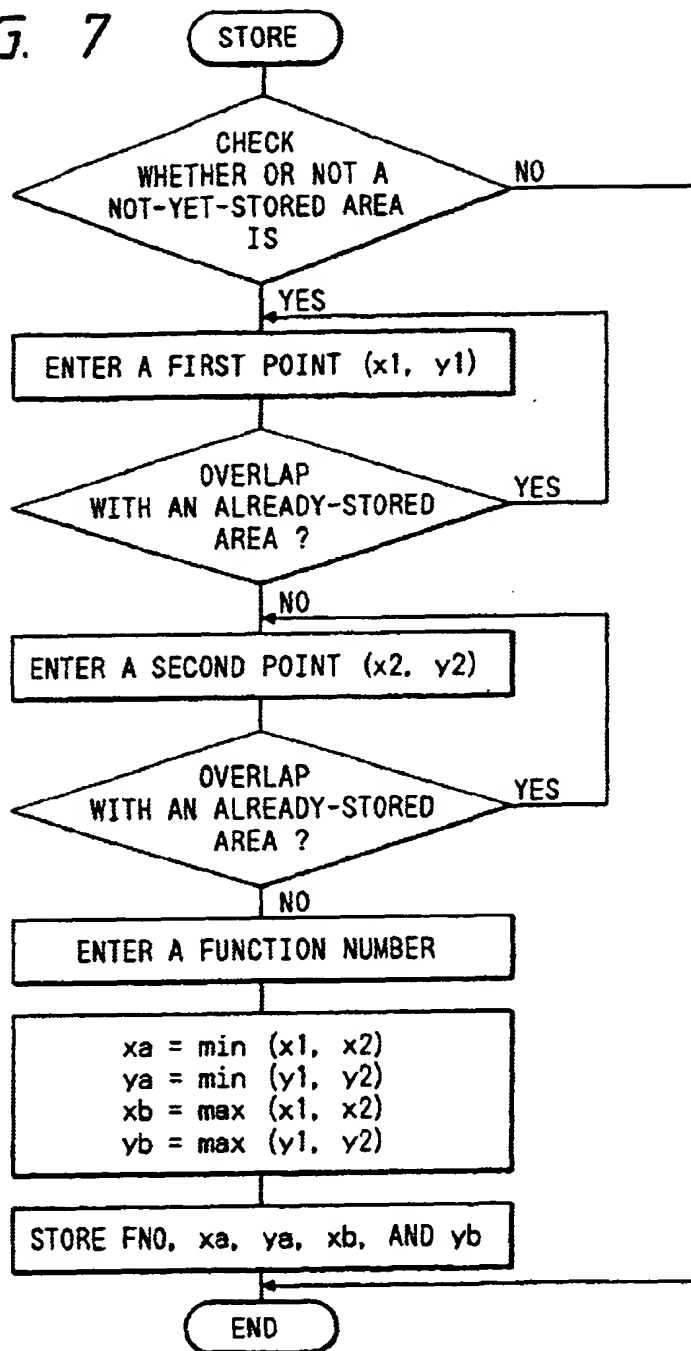 G. 7
STORE
CHECK
WHETHER OR NOT A
NOT-YET-STORED AREA
IS
NO
YES
ENTER A FIRST POINT (x1, y1)
OVERLAP
WITH AN ALREADY-STORED
AREA ?
YES
NO
ENTER A SECOND POINT (x2, y2)
OVERLAP
WITH AN ALREADY-STORED
AREA ?
YES
NO
ENTER A FUNCTION NUMBER
xa = min (x1, x2)
ya = min (y1, y2)
xb = max (x1, x2)
yb = max (y1, y2)
STORE FNO, xa, ya, xb, AND yb
END